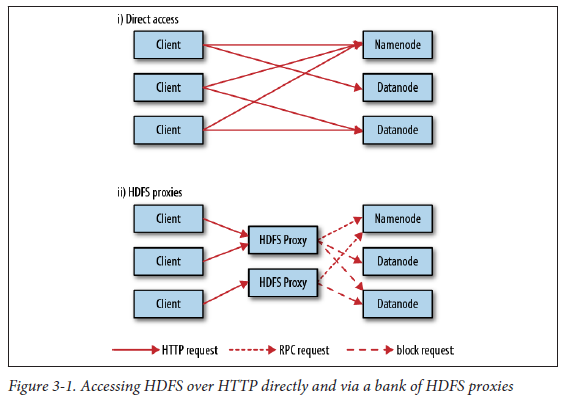 i) Direct access
Client
Namenode
Client
Datanode
Client
Datanode
ii) HDFS proxies
Client
Namenode
HDFS Proxy
Client
Datanode
HDFS Proxy
Client
Datanode
HTTP request
RPC request
block request
Figure 3-1. Accessing HDFS over HTTP directly and via a bank of HDFS proxies